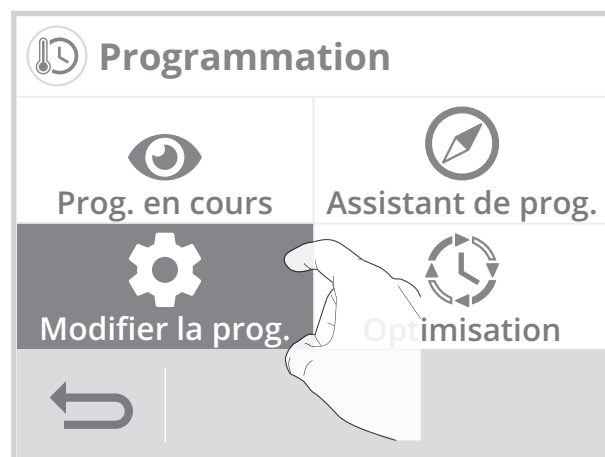 Programmation
Prog. en cours
Assistant de prog.
Modifier la prog.
Optimisation